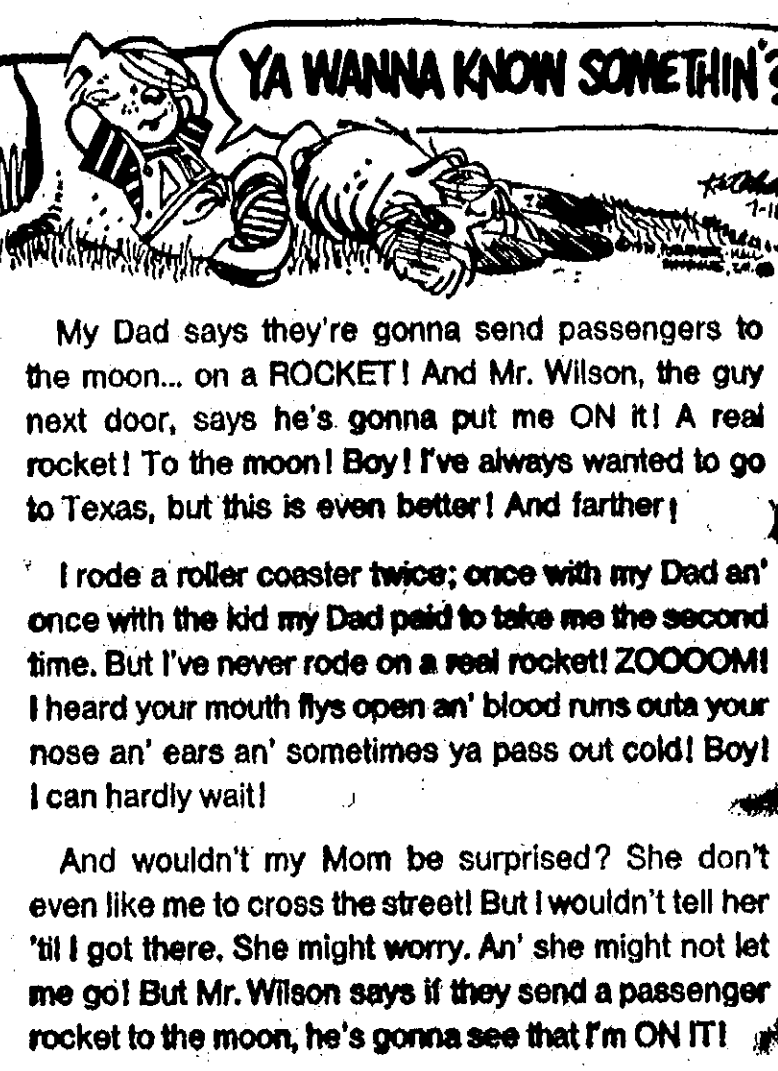 YA WANNA KNOW SOMETHIN'?
My Dad says they're gonna send passengers to
the moon... on a ROCKET! And Mr. Wilson, the guy
next door, says he's gonna put me ON it! A real
rocket! To the moon! Boy! I've always wanted to go
to Texas, but this is even better! And farther!
I rode a roller coaster twice; once with my Dad an'
once with the kid my Dad paid to take me the second
time. But I've never rode on a real rocket! ZOOOOM!
I heard your mouth flys open an' blood runs outa your
nose an' ears an' sometimes ya pass out cold! Boy!
I can hardly wait!
And wouldn't my Mom be surprised? She don't
even like me to cross the street! But I wouldn't tell her
'til I got there. She might worry. An' she might not let
me go! But Mr. Wilson says if they send a passenger
rocket to the moon, he's gonna see that I'm ON IT!